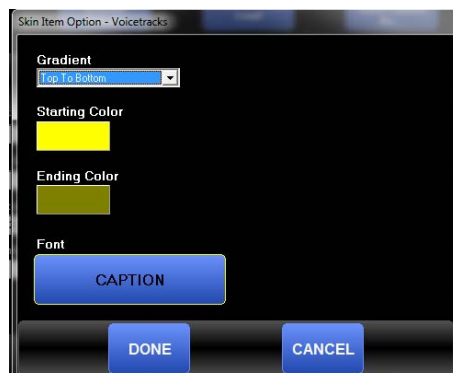 Skin Item Option - Voicetracks
Gradient
Top To Bottom
Starting Color
Ending Color
Font
CAPTION
DONE
CANCEL